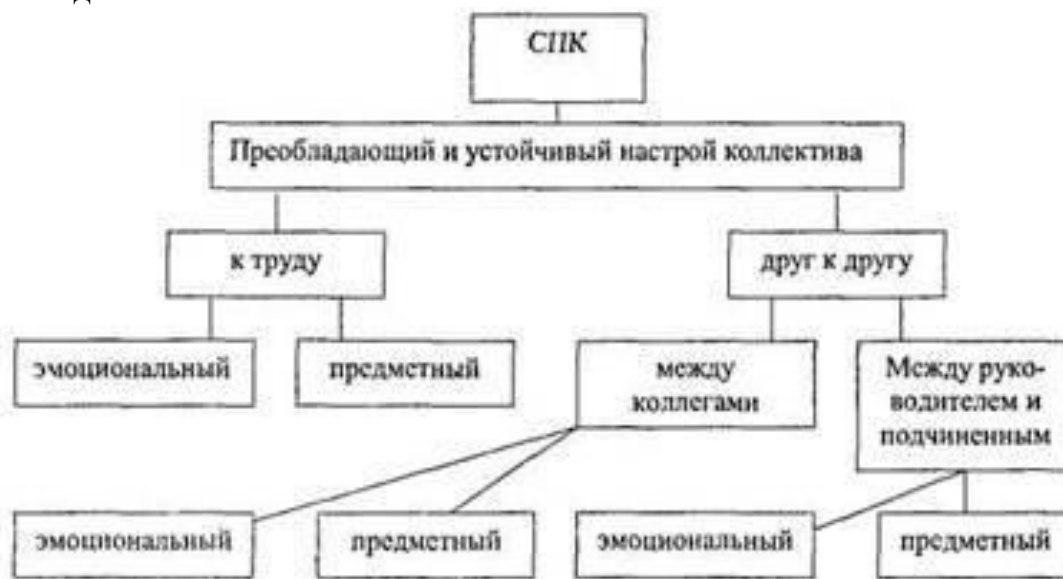 СПК
Преобладающий и устойчивый настрой коллектива
к труду
друг к другу
эмоциональный
предметный
между
коллегами
Между руко-
водителем и
подчиненным
эмоциональный
предметный
эмоциональный
предметный